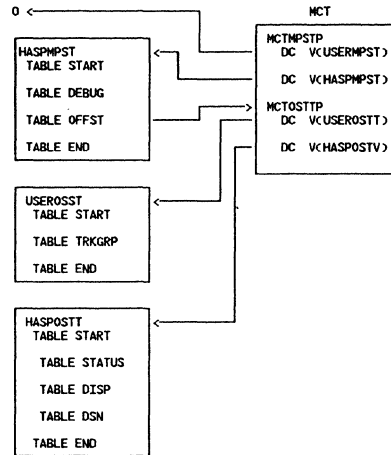 0
MCT
MCTMPSTP
DC V(USERMPST)
DC V(HASPMPST)
MCTOSTTP
DC V(USEROSTT)
DC V(HASPOSTV)
HASPMPST
TABLE START
TABLE DEBUG
TABLE OFFST
TABLE END
USEROSST
TABLE START
TABLE TRKGRP
TABLE END
HASPOSTT
TABLE START
TABLE STATUS
TABLE DISP
TABLE DSN
TABLE END